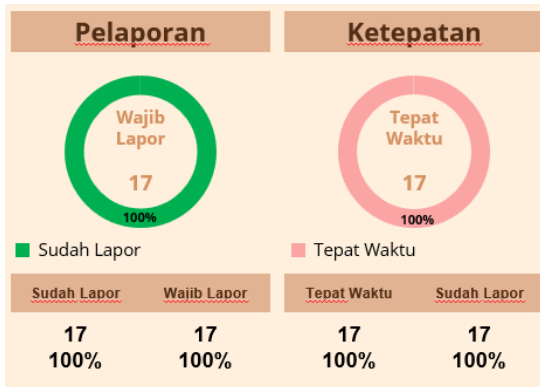 Pelaporan
Wajib
Lapor
17
100%
Sudah Lapor
Sudah Lapor Wajib Lapor
17 17
100% 100%
Ketepatan
Tepat
Waktu
17
100%
Tepat Waktu
Tepat Waktu Sudah Lapor
17 17
100% 100%